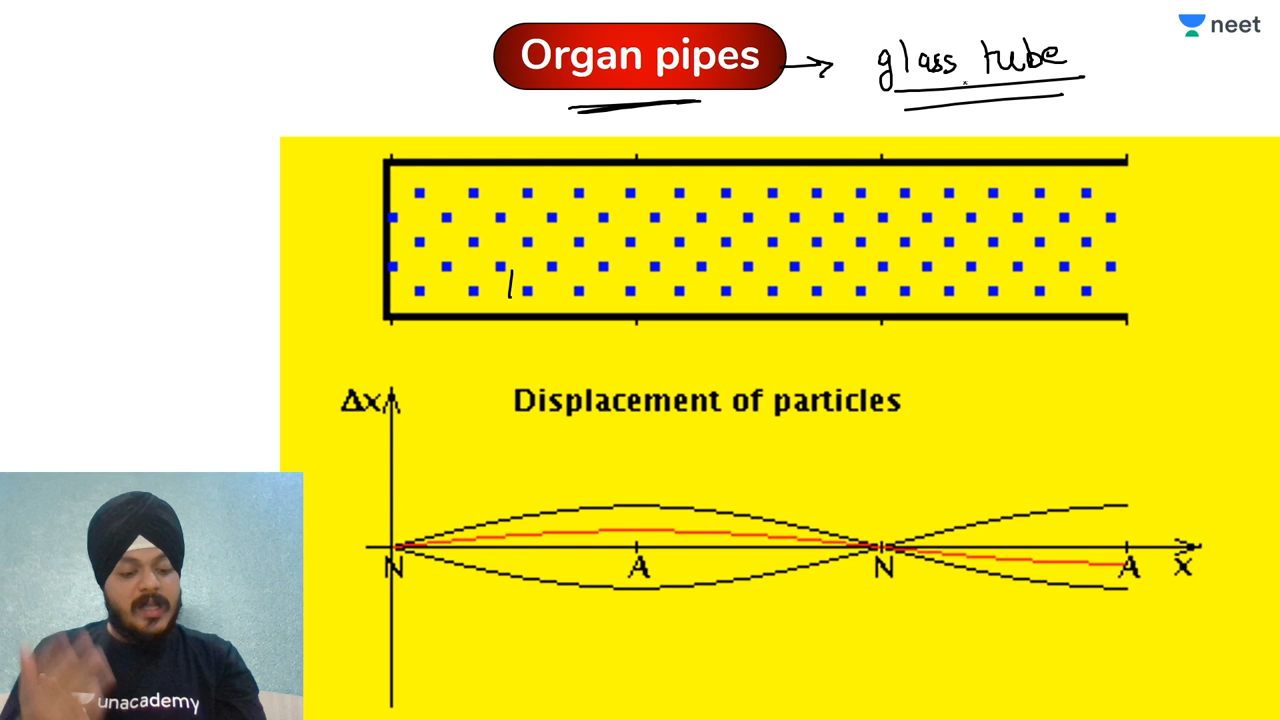 Organ pipes → glass tube
neet
Δx
Displacement of particles
N A N A x
unacademy